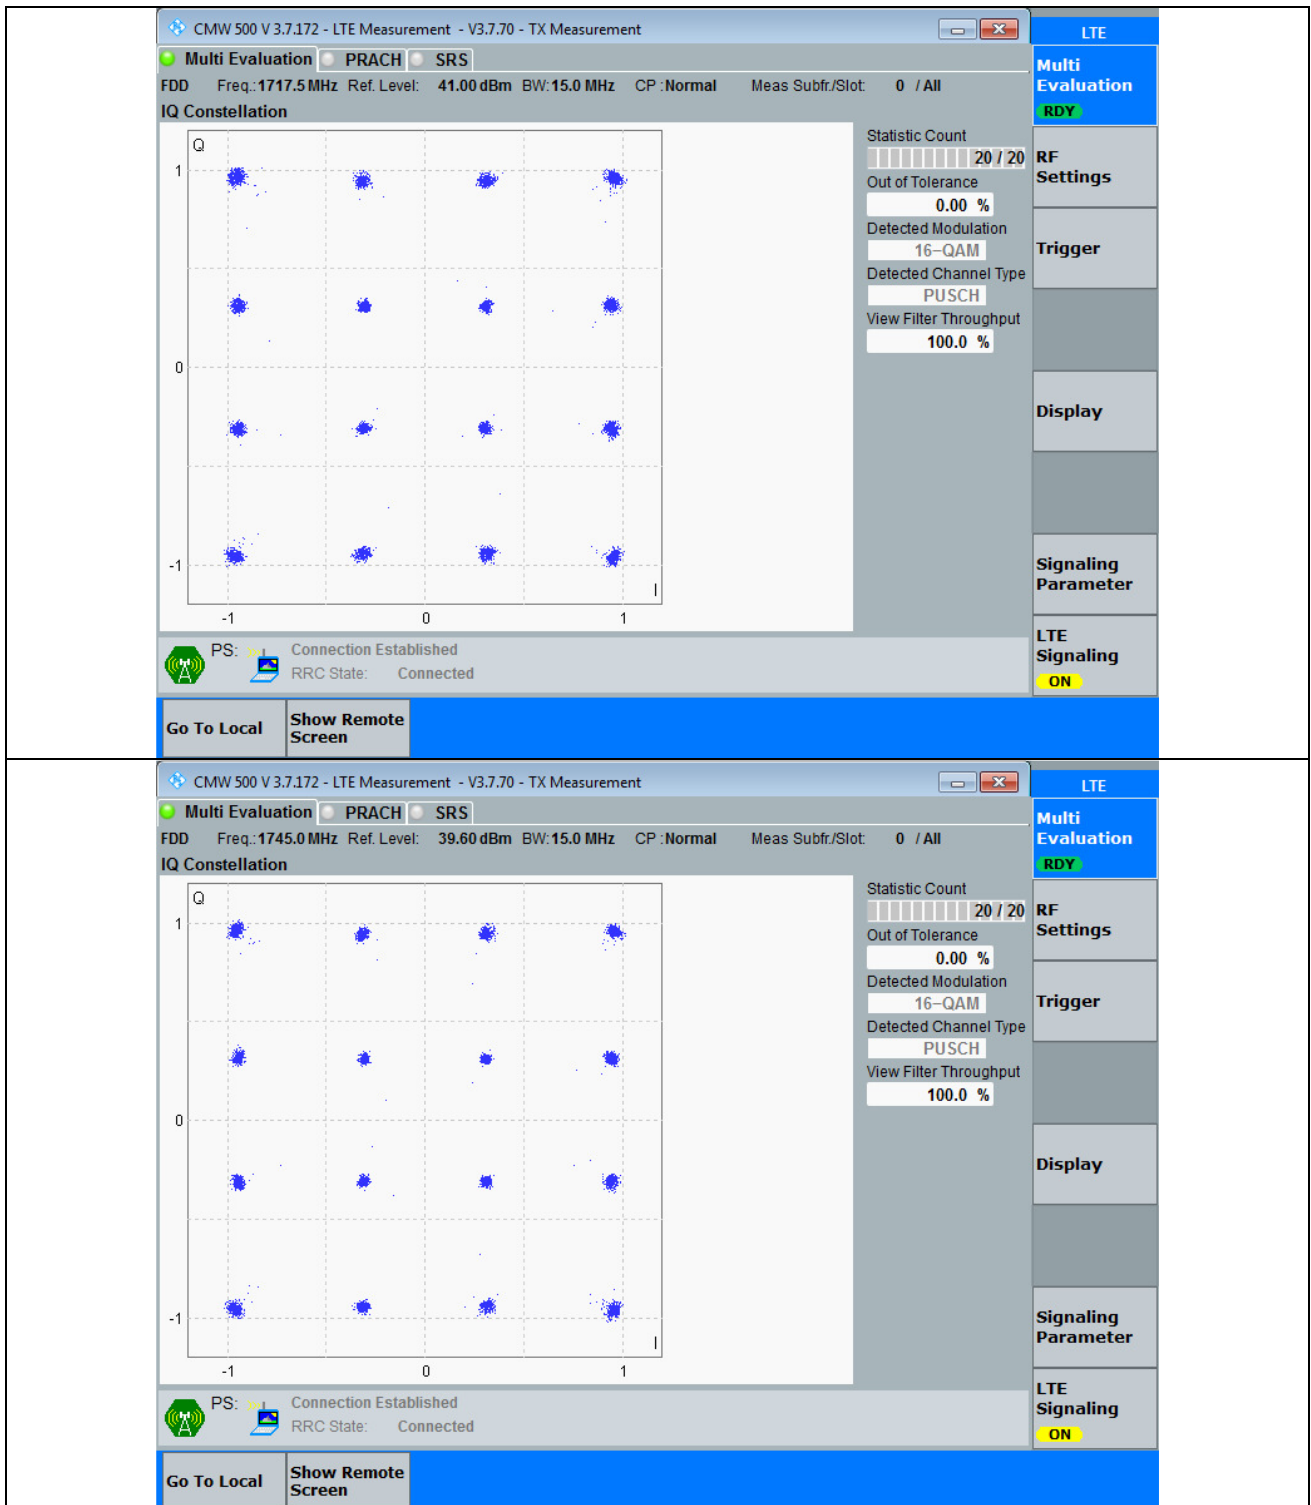 CMW 500 V 3.7.172 - LTE Measurement - V3.7.70 - TX Measurement
LTE
Multi Evaluation PRACH SRS
Multi
Evaluation
RDY
FDD Freq.:1717.5 MHz Ref. Level: 41.00 dBm BW:15.0 MHz CP :Normal Meas Subfr./Slot: 0 / All
IQ Constellation
Q
1
0
-1
I
-1 0 1
Statistic Count
20 / 20
Out of Tolerance
0.00 %
Detected Modulation
16-QAM
Detected Channel Type
PUSCH
View Filter Throughput
100.0 %
RF
Settings
Trigger
Display
Signaling
Parameter
LTE
Signaling
ON
PS: Connection Established
RRC State: Connected
Go To Local
Show Remote
Screen
CMW 500 V 3.7.172 - LTE Measurement - V3.7.70 - TX Measurement
LTE
Multi Evaluation PRACH SRS
Multi
Evaluation
RDY
FDD Freq.:1745.0 MHz Ref. Level: 39.60 dBm BW:15.0 MHz CP :Normal Meas Subfr./Slot: 0 / All
IQ Constellation
Q
1
0
-1
I
-1 0 1
Statistic Count
20 / 20
Out of Tolerance
0.00 %
Detected Modulation
16-QAM
Detected Channel Type
PUSCH
View Filter Throughput
100.0 %
RF
Settings
Trigger
Display
Signaling
Parameter
LTE
Signaling
ON
PS: Connection Established
RRC State: Connected
Go To Local
Show Remote
Screen